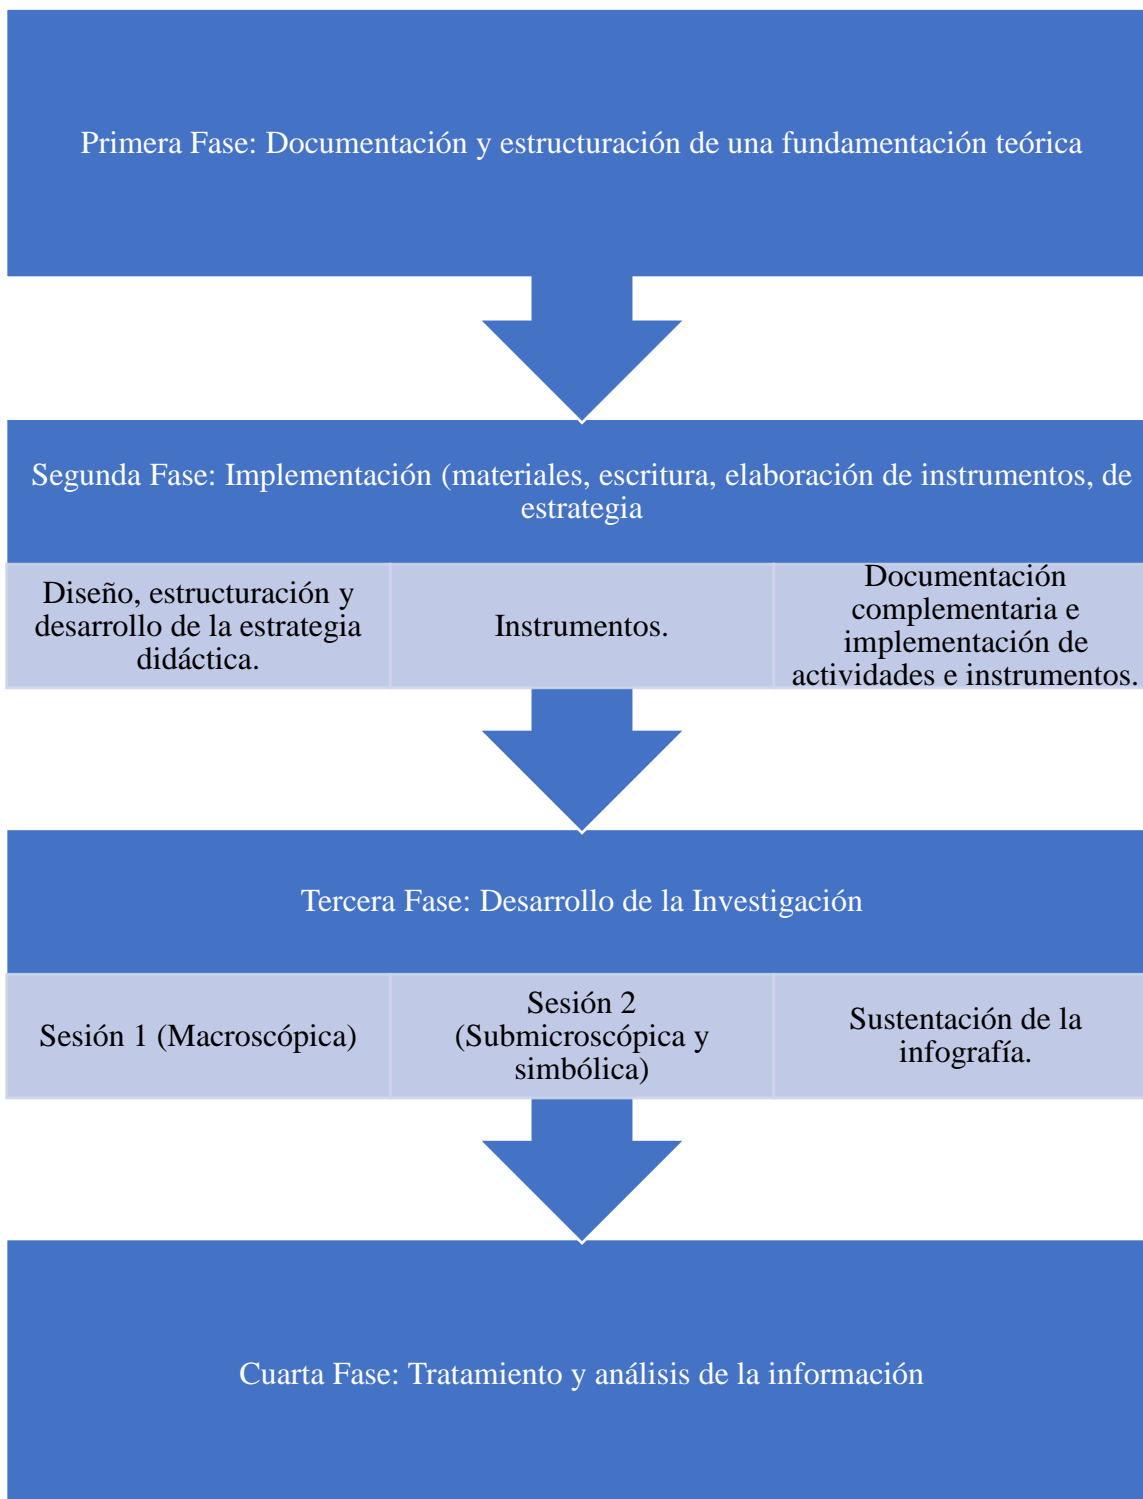 Primera Fase: Documentación y estructuración de una fundamentación teórica
Segunda Fase: Implementación (materiales, escritura, elaboración de instrumentos, de
estrategia
Diseño, estructuración y
desarrollo de la estrategia
didáctica.
Instrumentos.
Documentación
complementaria e
implementación de
actividades e instrumentos.
Tercera Fase: Desarrollo de la Investigación
Sesión 1 (Macroscópica)
Sesión 2
(Submicroscópica y
simbólica)
Sustentación de la
infografía.
Cuarta Fase: Tratamiento y análisis de la información